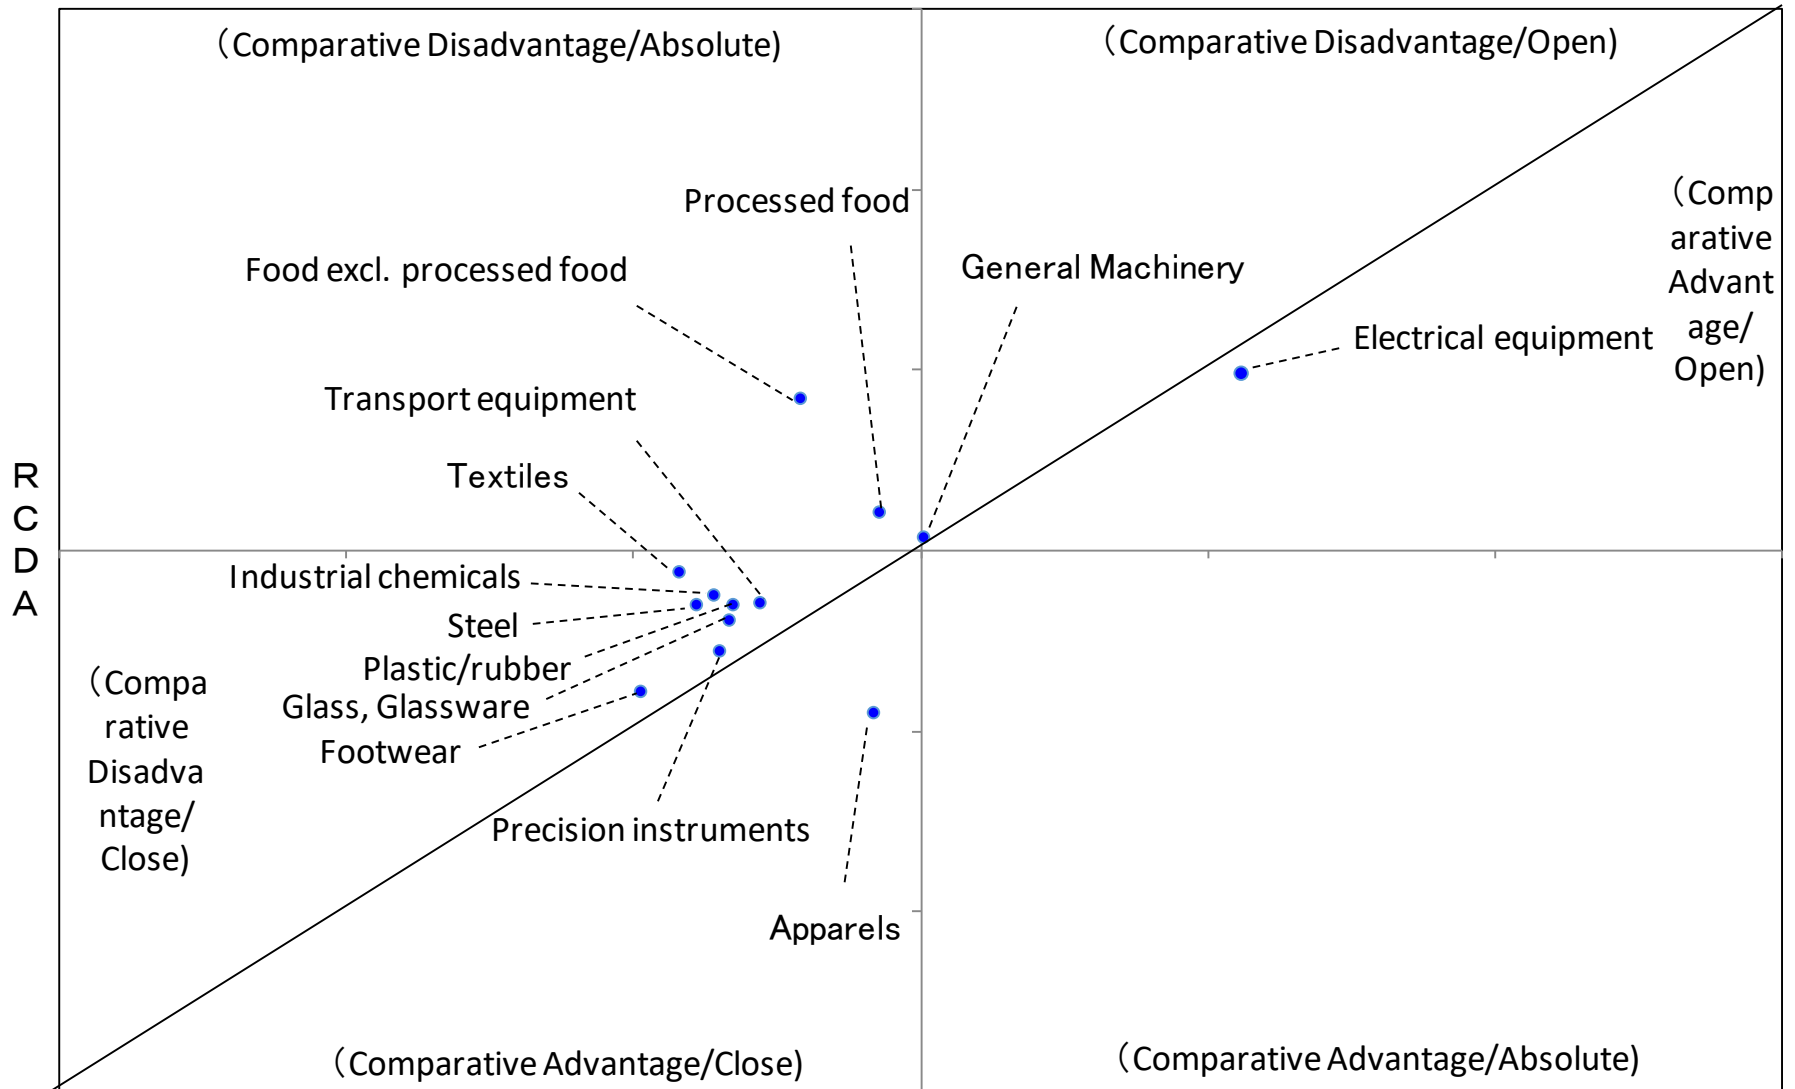 （Comparative Disadvantage/Absolute)
（Comparative Disadvantage/Open)
Processed food
（Comp
arative
Advant
age/
Open)
Food excl. processed food
General Machinery
Electrical equipment
Transport equipment
Textiles
R
C
D
A
Industrial chemicals
Steel
Plastic/rubber
Glass, Glassware
Footwear
（Compa
rative
Disadva
ntage/
Close)
Precision instruments
Apparels
（Comparative Advantage/Close)
（Comparative Advantage/Absolute)